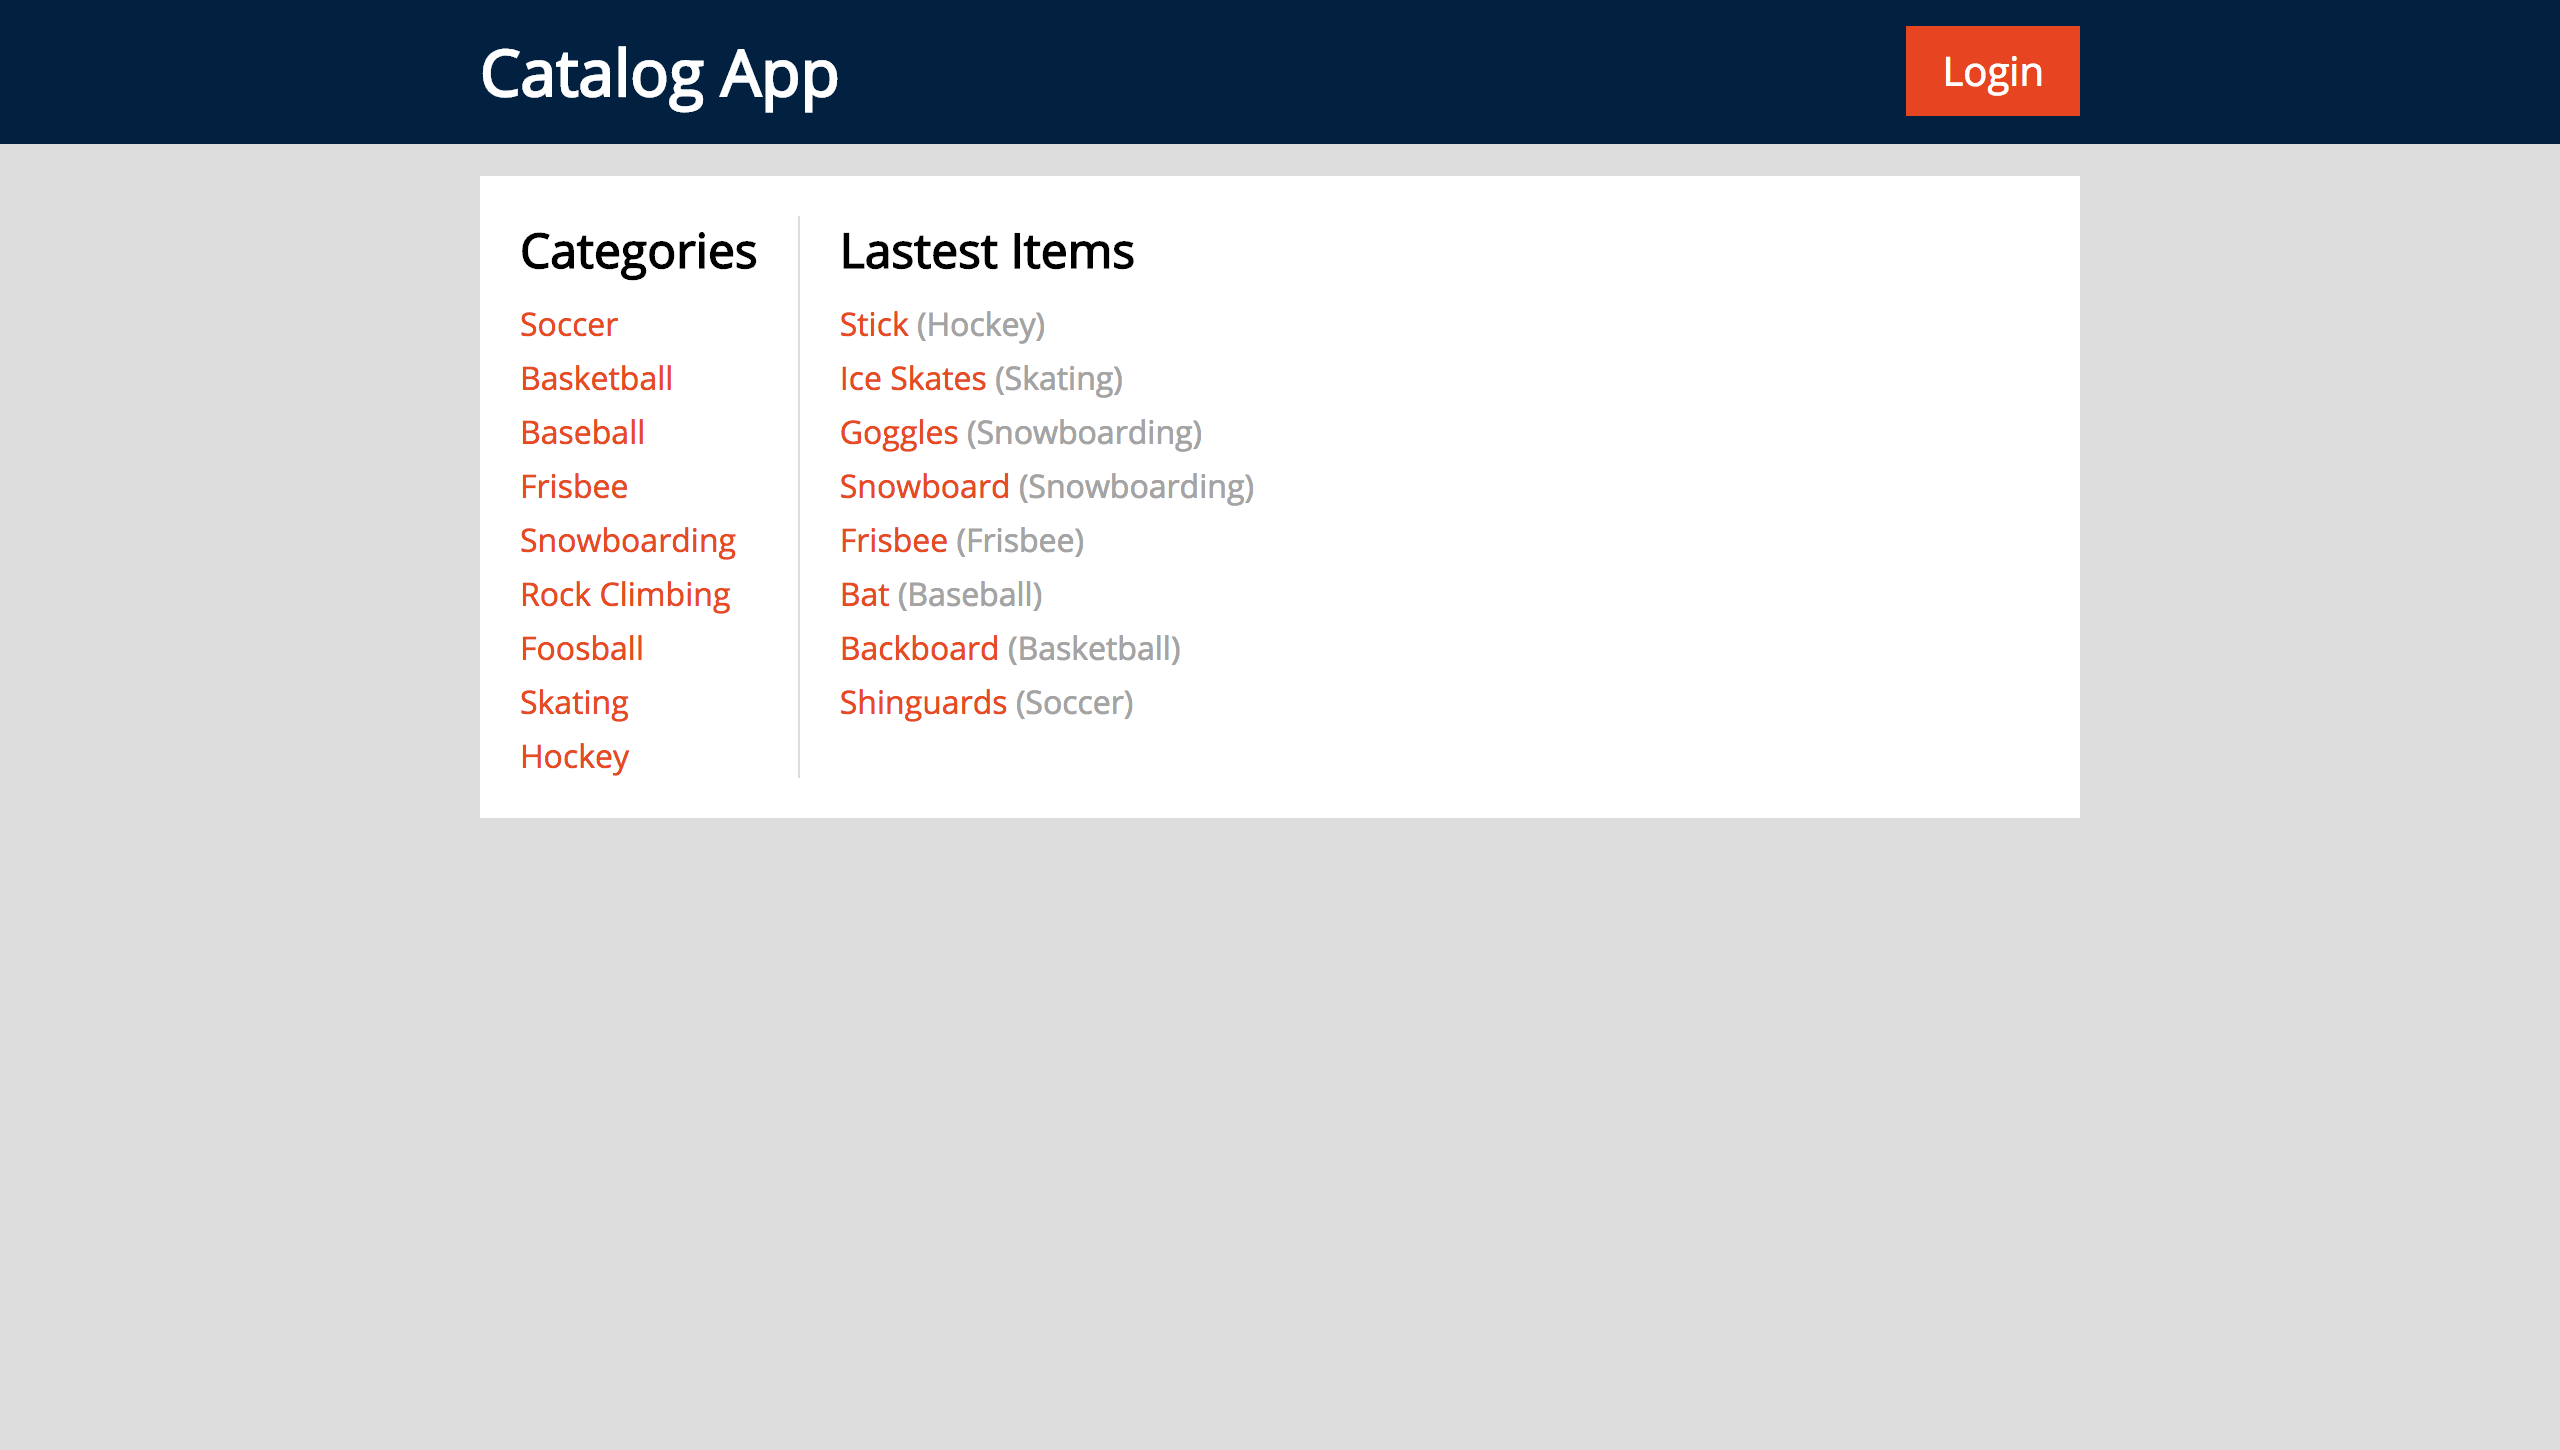 Catalog App
Login
Categories
Soccer
Basketball
Baseball
Frisbee
Snowboarding
Rock Climbing
Foosball
Skating
Hockey
Lastest Items
Stick (Hockey)
Ice Skates (Skating)
Goggles (Snowboarding)
Snowboard (Snowboarding)
Frisbee (Frisbee)
Bat (Baseball)
Backboard (Basketball)
Shinguards (Soccer)